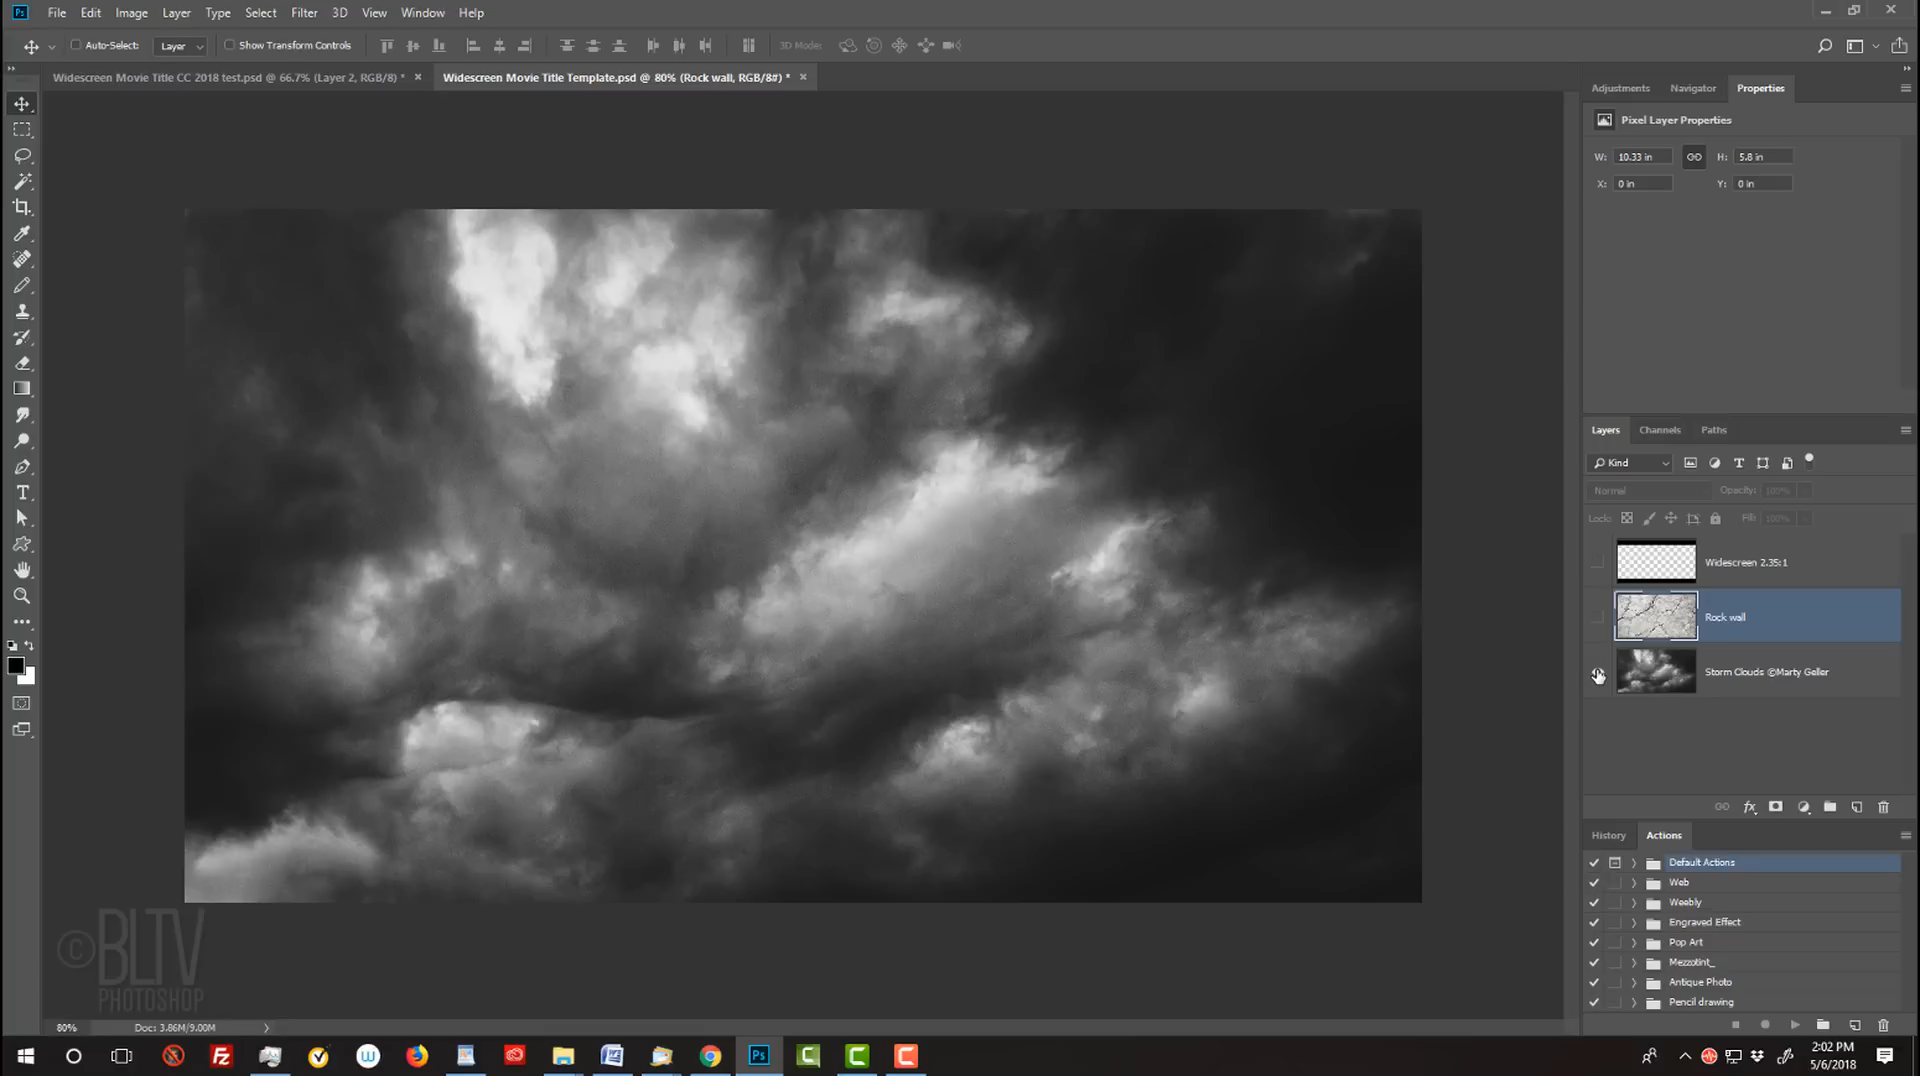 Ps File Edit Image Layer Type Select Filter 3D View Window Help
Auto-Select: Layer Show Transform Controls 3D Mode:
Widescreen Movie Title CC 2018 test.psd @ 66.7% (Layer 2, RGB/8) * × Widescreen Movie Title Template.psd @ 80% (Rock wall, RGB/8#) * ×
Adjustments Navigator Properties
Pixel Layer Properties
W: 10.33 in H: 5.8 in
X: 0 in Y: 0 in
Layers Channels Paths
Kind
Normal Opacity: 100%
Lock: Fill: 100%
Widescreen 2.35:1
Rock wall
Storm Clouds ©Marty Geller
fx
History Actions
Default Actions
Web
Weebly
Engraved Effect
Pop Art
Mezzotint_
Antique Photo
Pencil drawing
© BLTV
PHOTOSHOP
80% Doc: 3.86M/9.00M
2:02 PM
5/6/2018